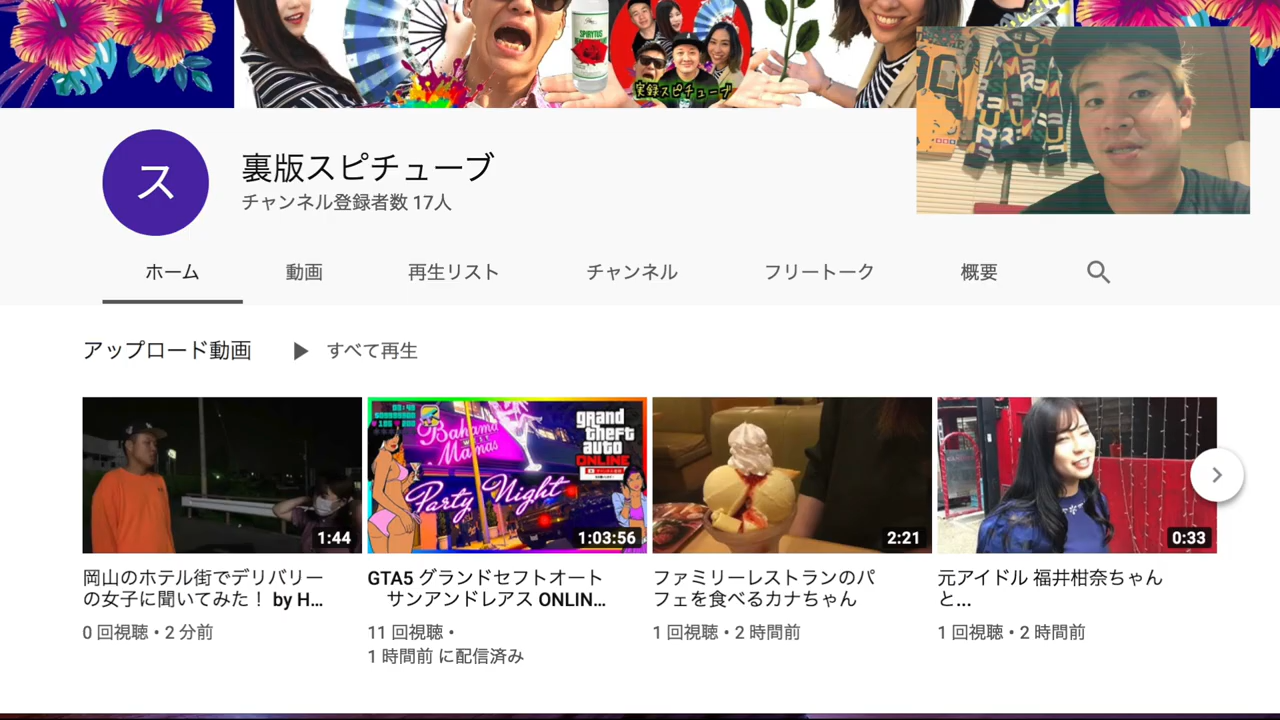 SPIRYTUS
実録スピチューブ
ス
裏版スピチューブ
チャンネル登録者数 17人
ホーム
動画
再生リスト
チャンネル
フリートーク
概要
アップロード動画
すべて再生
1:44
Bahama
Mamas
Party Night
grand
theft
auto
ONLINE
1:03:56
2:21
0:33
岡山のホテル街でデリバリー
の女子に聞いてみた！ by H...
0 回視聴・2 分前
GTA5 グランドセフトオート
サンアンドレアス ONLIN...
11 回視聴・
1 時間前 に配信済み
ファミリーレストランのパ
フェを食べるカナちゃん
1 回視聴・2 時間前
元アイドル 福井柑奈ちゃん
と...
1 回視聴・2 時間前